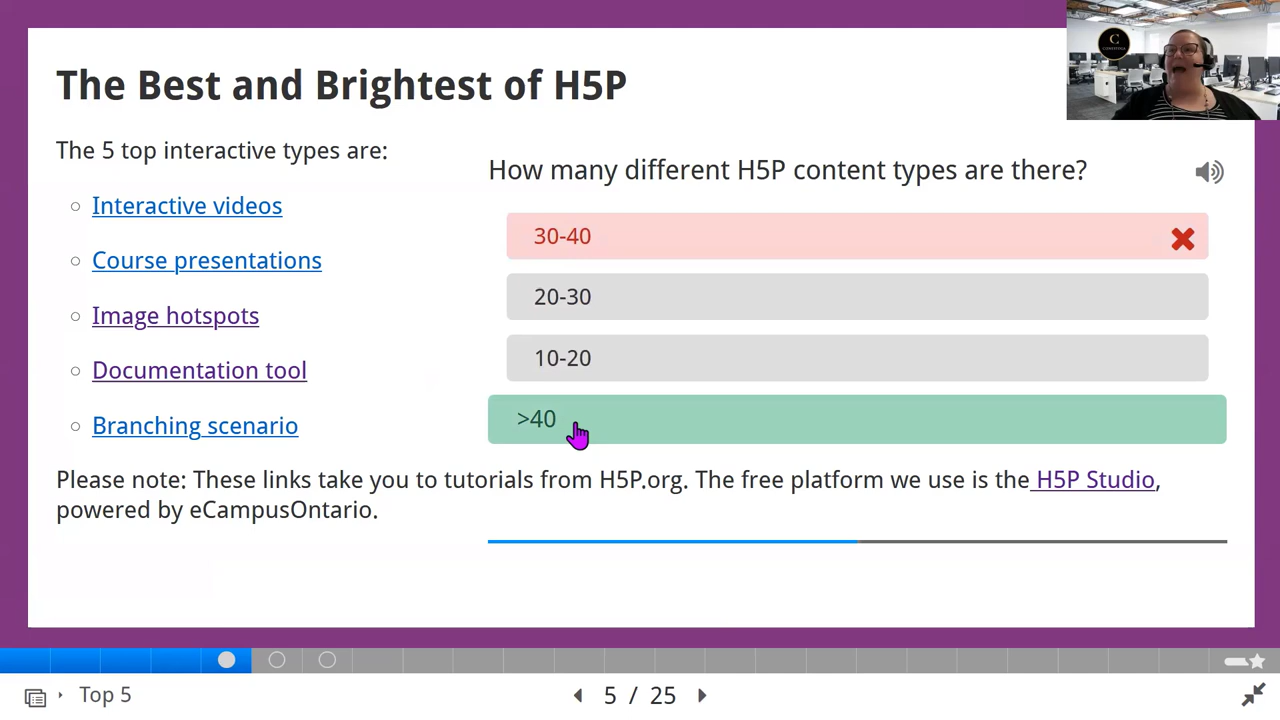 The Best and Brightest of H5P
The 5 top interactive types are:
Interactive videos
Course presentations
Image hotspots
Documentation tool
Branching scenario
How many different H5P content types are there?
30-40
20-30
10-20
>40
Please note: These links take you to tutorials from H5P.org. The free platform we use is the H5P Studio,
powered by eCampusOntario.
Top 5
5 / 25
C